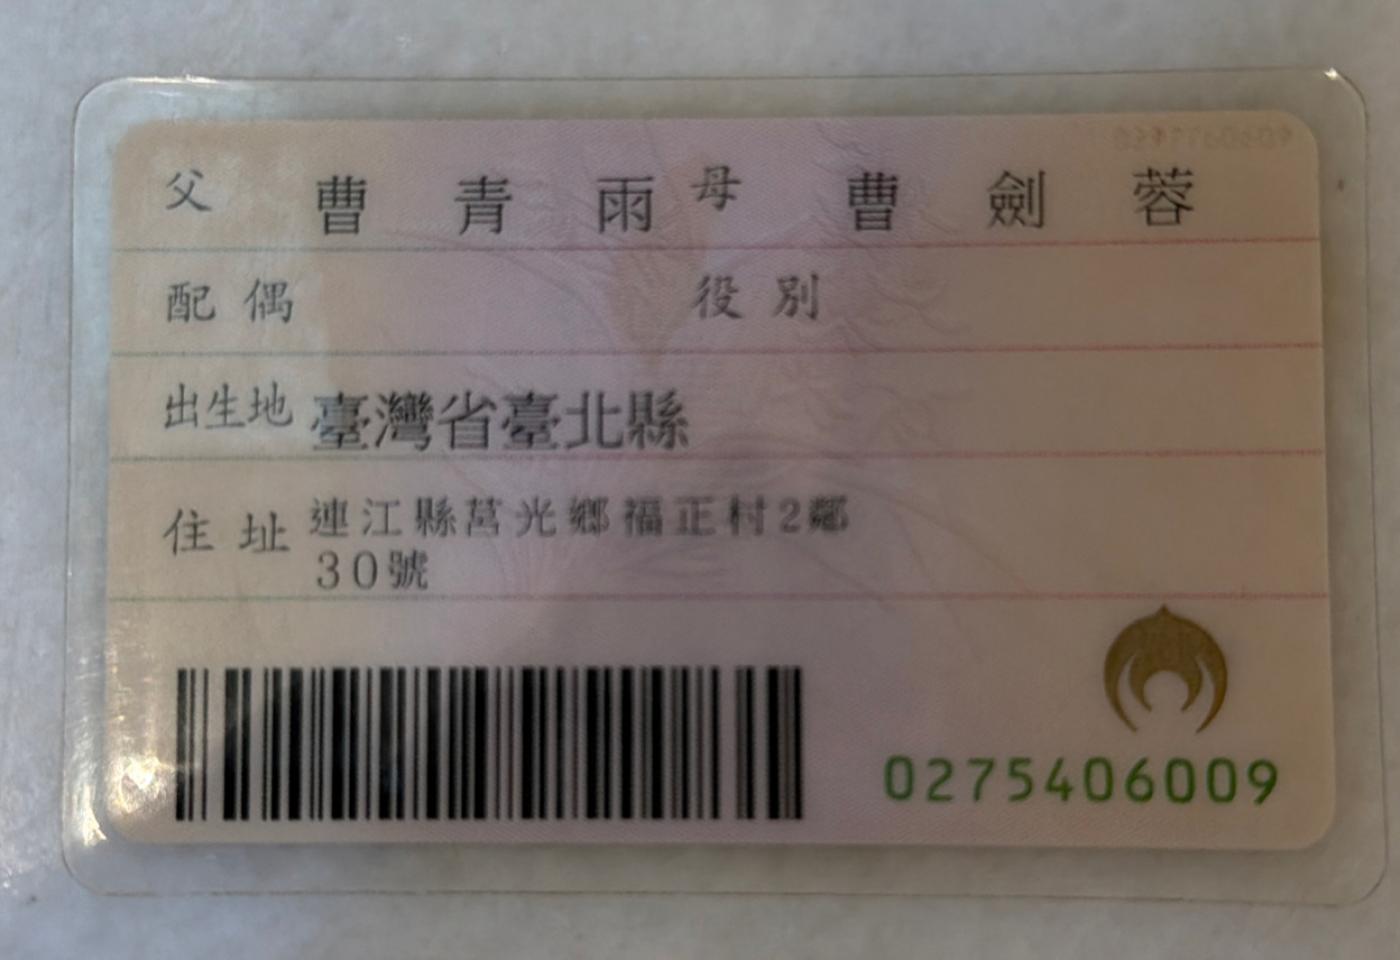 父 曹青雨 母 曹劍蓉
配偶 役別
出生地 臺灣省臺北縣
住址 連江縣莒光鄉福正村2鄰
30號
0275406009